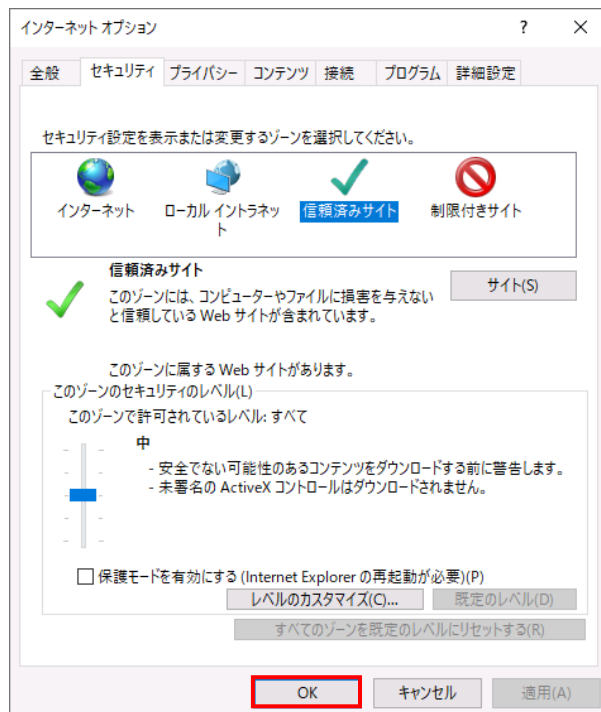 インターネット オプション ? ×
全般 セキュリティ プライバシー コンテンツ 接続 プログラム 詳細設定
セキュリティ設定を表示または変更するゾーンを選択してください。
インターネット ローカル イントラネッ 信頼済みサイト 制限付きサイト
ト
信頼済みサイト
サイト(S)
このゾーンには、コンピューターやファイルに損害を与えない
と信頼している Web サイトが含まれています。
このゾーンに属する Web サイトがあります。
このゾーンのセキュリティのレベル(L)
このゾーンで許可されているレベル: すべて
中
- 安全でない可能性のあるコンテンツをダウンロードする前に警告します。
- 未署名の ActiveX コントロールはダウンロードされません。
保護モードを有効にする (Internet Explorer の再起動が必要)(P)
レベルのカスタマイズ(C)... 既定のレベル(D)
すべてのゾーンを既定のレベルにリセットする(R)
OK キャンセル 適用(A)